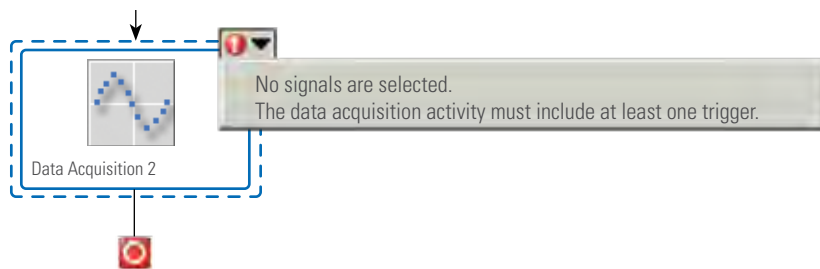 No signals are selected.
The data acquisition activity must include at least one trigger.
Data Acquisition 2